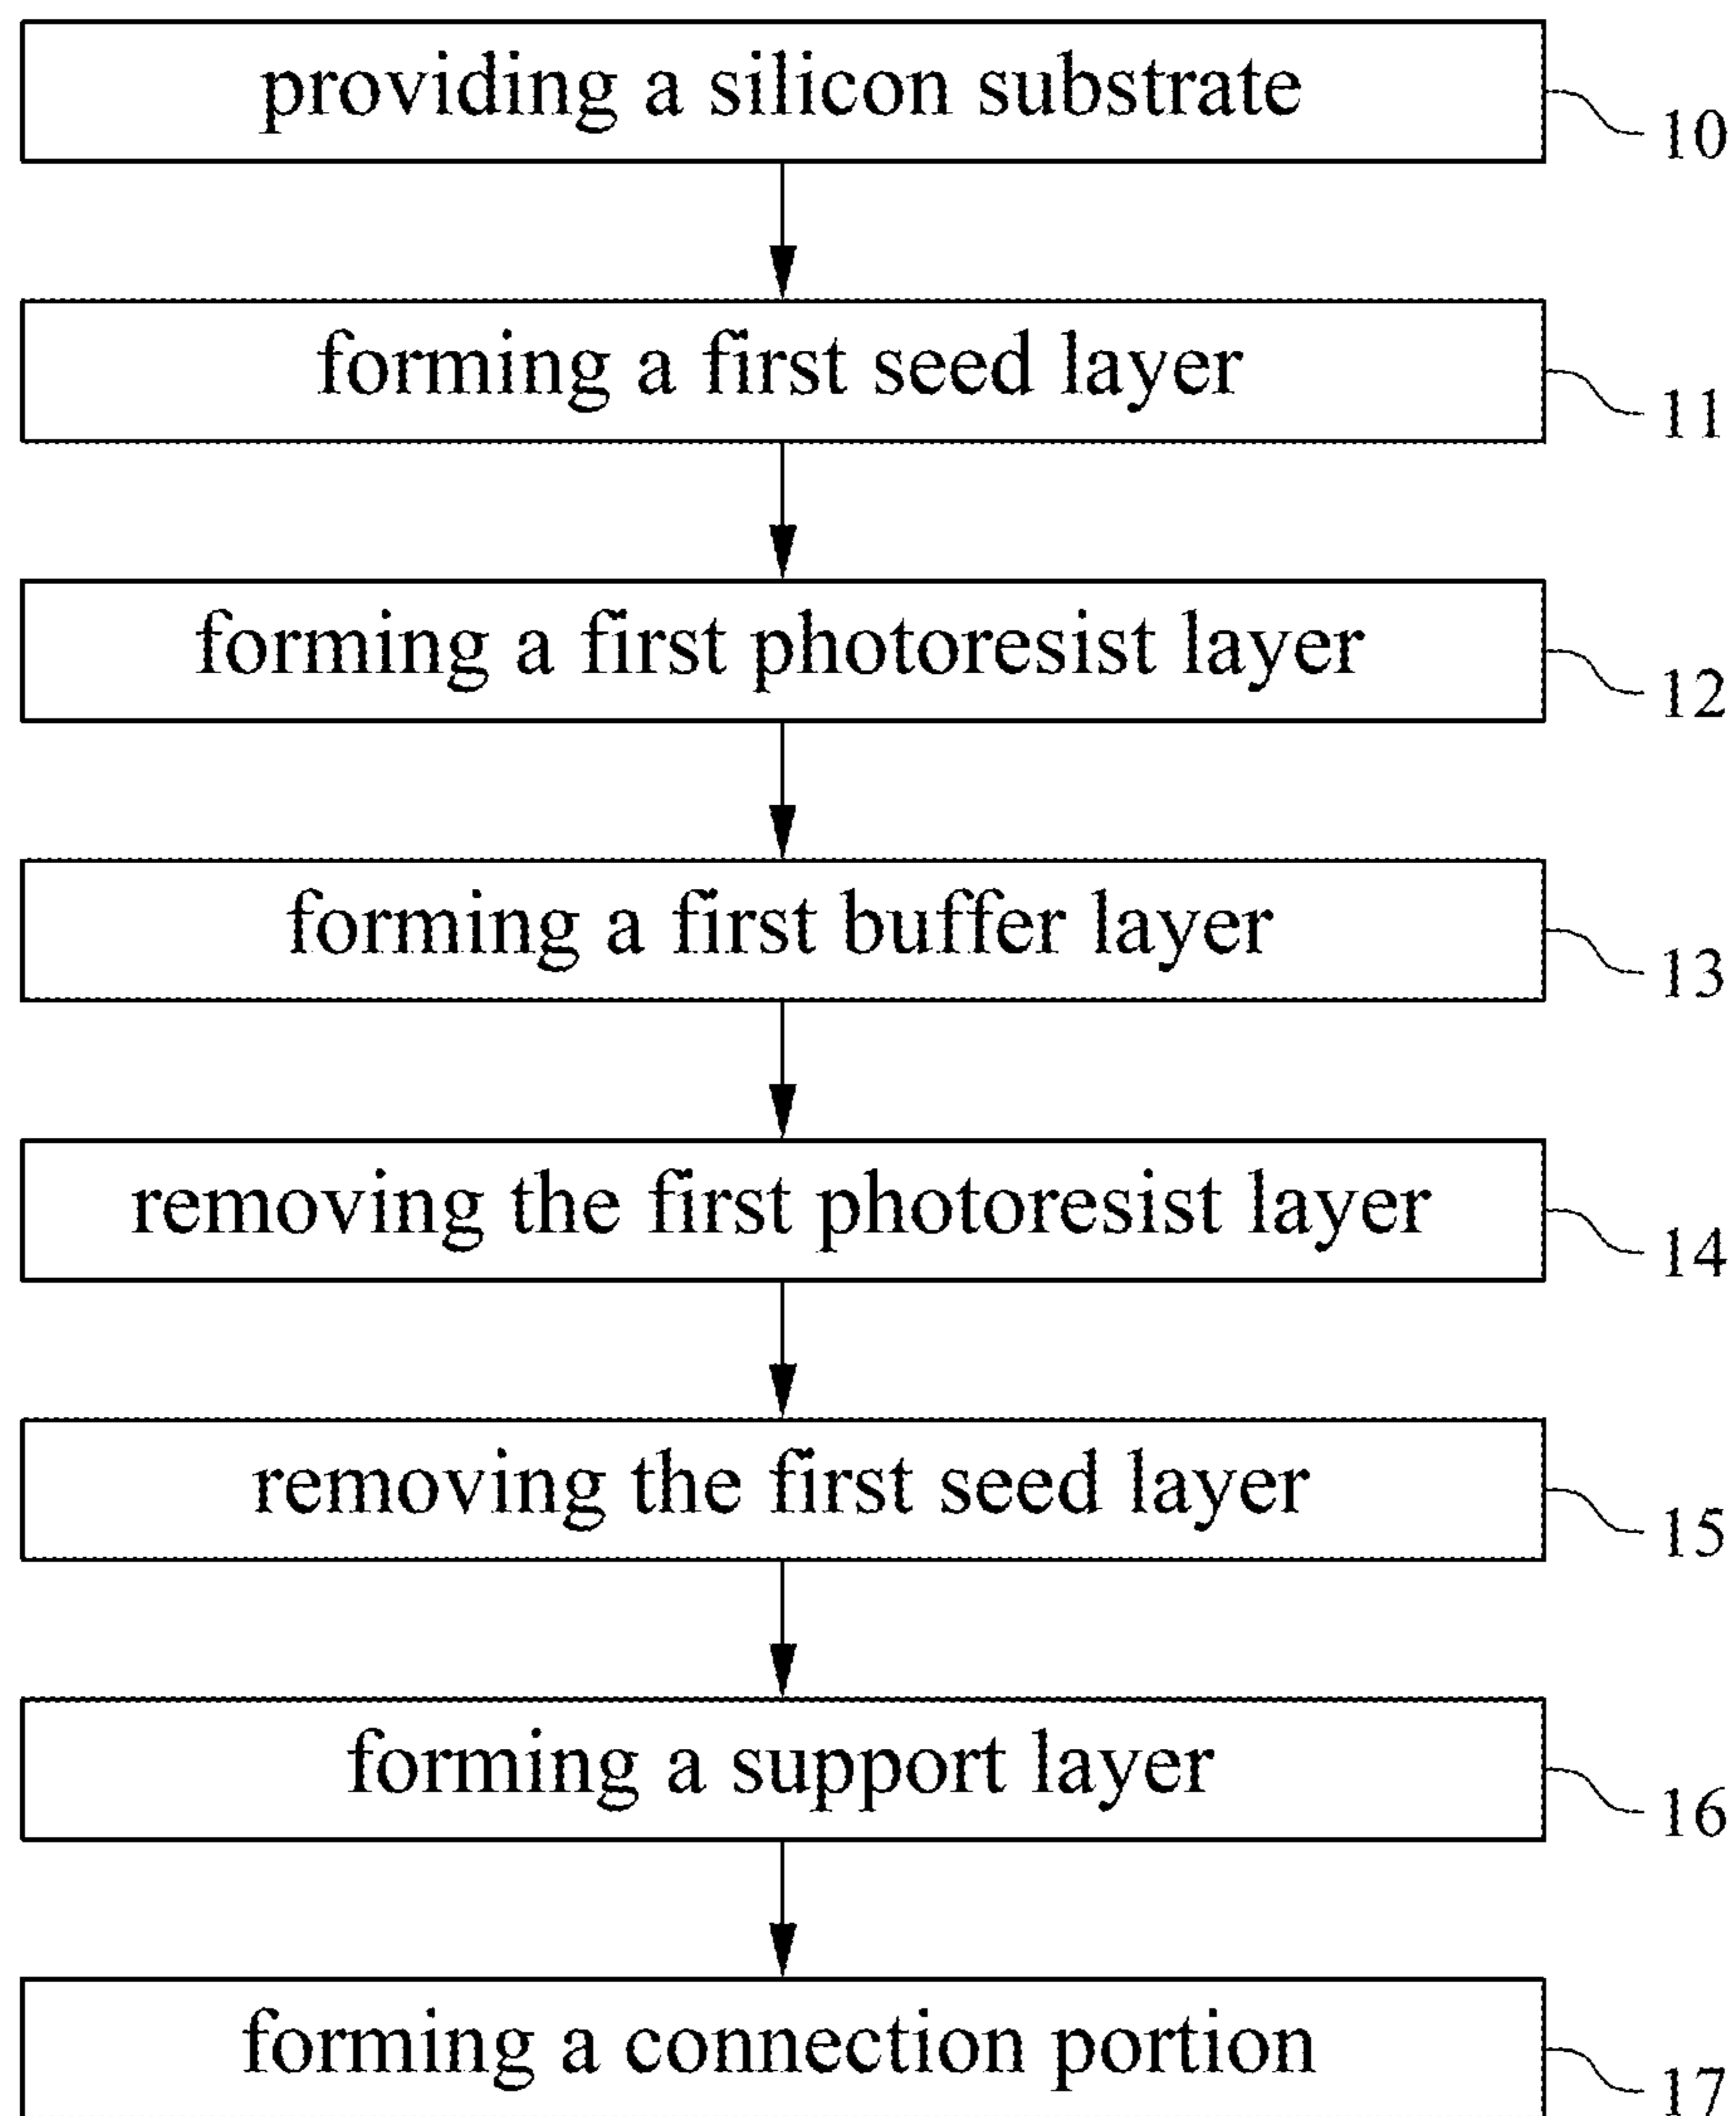 providing a silicon substrate
10
forming a first seed layer
11
forming a first photoresist layer
12
forming a first buffer layer
13
removing the first photoresist layer
14
removing the first seed layer
15
forming a support layer
16
forming a connection portion
17